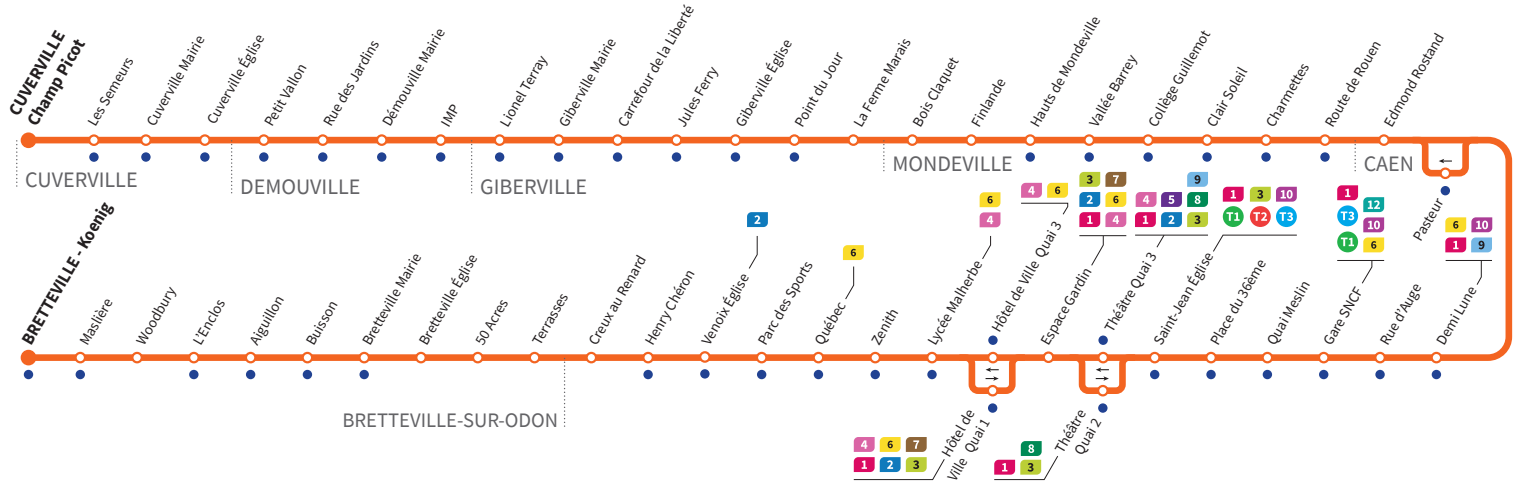 CUVERVILLE
Champ Picot
Les Semeurs
Cuverville Mairie
Cuverville Église
Petit Vallon
Rue des Jardins
Démouville Mairie
IMP
Lionel Terray
Giberville Mairie
Carrefour de la Liberté
Jules Ferry
Giberville Église
Point du Jour
La Ferme Marais
Bois Claquet
Finlande
Hauts de Mondeville
Vallée Barrey
Collège Guillemot
Clair Soleil
Charmettes
Route de Rouen
Edmond Rostand
CUVERVILLE
DEMOUVILLE
GIBERVILLE
MONDEVILLE
CAEN
Pasteur
BRETTEVILLE - Koenig
Maslière
Woodbury
L'Enclos
Aiguillon
Buisson
Bretteville Mairie
Bretteville Église
50 Acres
Terrasses
Creux au Renard
Henry Chéron
Venoix Église
2
Parc des Sports
Québec
6
Zenith
Lycée Malherbe
6
4
Hôtel de Ville Quai 3
4 6
Espace Gardin
3 7
2 6
1 4
Théâtre Quai 3
9
4 5 8
1 2 3
Saint-Jean Église
1 3 10
T1 T2 T3
Place du 36ème
Quai Meslin
Gare SNCF
1
T3 12
10
T1 6
Rue d'Auge
Demi Lune
6 10
1 9
BRETTEVILLE-SUR-ODON
4 6 7
1 2 3
Hôtel de
Ville Quai 1
8
1 3
Théâtre
Quai 2